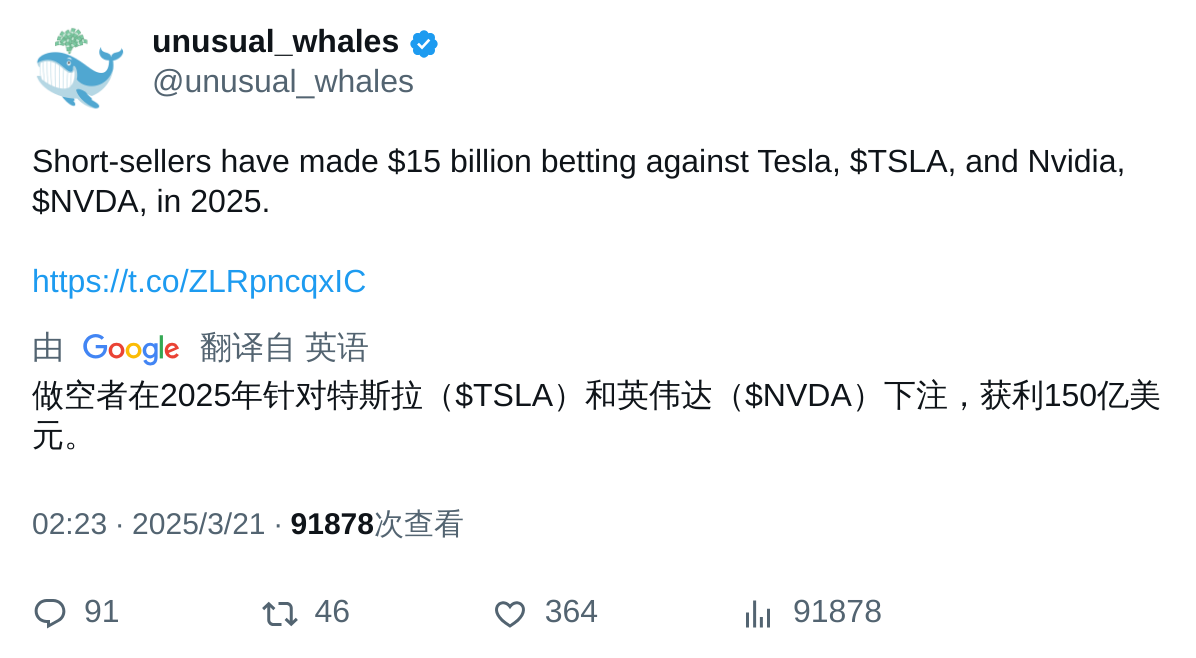 unusual_whales
@unusual_whales
Short-sellers have made $15 billion betting against Tesla, $TSLA, and Nvidia,
$NVDA, in 2025.
https://t.co/ZLRpncqxIC
由 Google 翻译自 英语
做空者在2025年针对特斯拉（$TSLA）和英伟达（$NVDA）下注，获利150亿美
元。
02:23 · 2025/3/21 · 91878次查看
91 46 364 91878